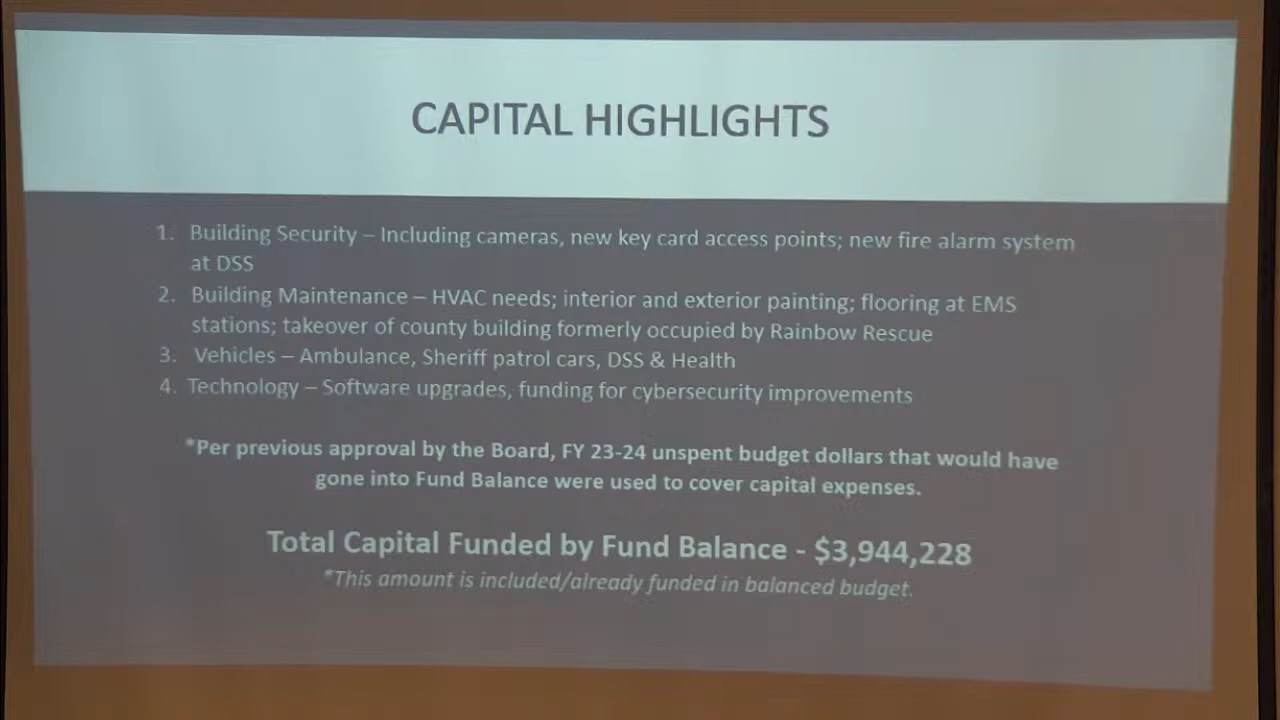 CAPITAL HIGHLIGHTS
1. Building Security – Including cameras, new key card access points; new fire alarm system
at DSS
2. Building Maintenance – HVAC needs; interior and exterior painting; flooring at EMS
stations; takeover of county building formerly occupied by Rainbow Rescue
3. Vehicles – Ambulance, Sheriff patrol cars, DSS & Health
4. Technology – Software upgrades, funding for cybersecurity improvements
*Per previous approval by the Board, FY 23-24 unspent budget dollars that would have
gone into Fund Balance were used to cover capital expenses.
Total Capital Funded by Fund Balance - $3,944,228
*This amount is included/already funded in balanced budget.